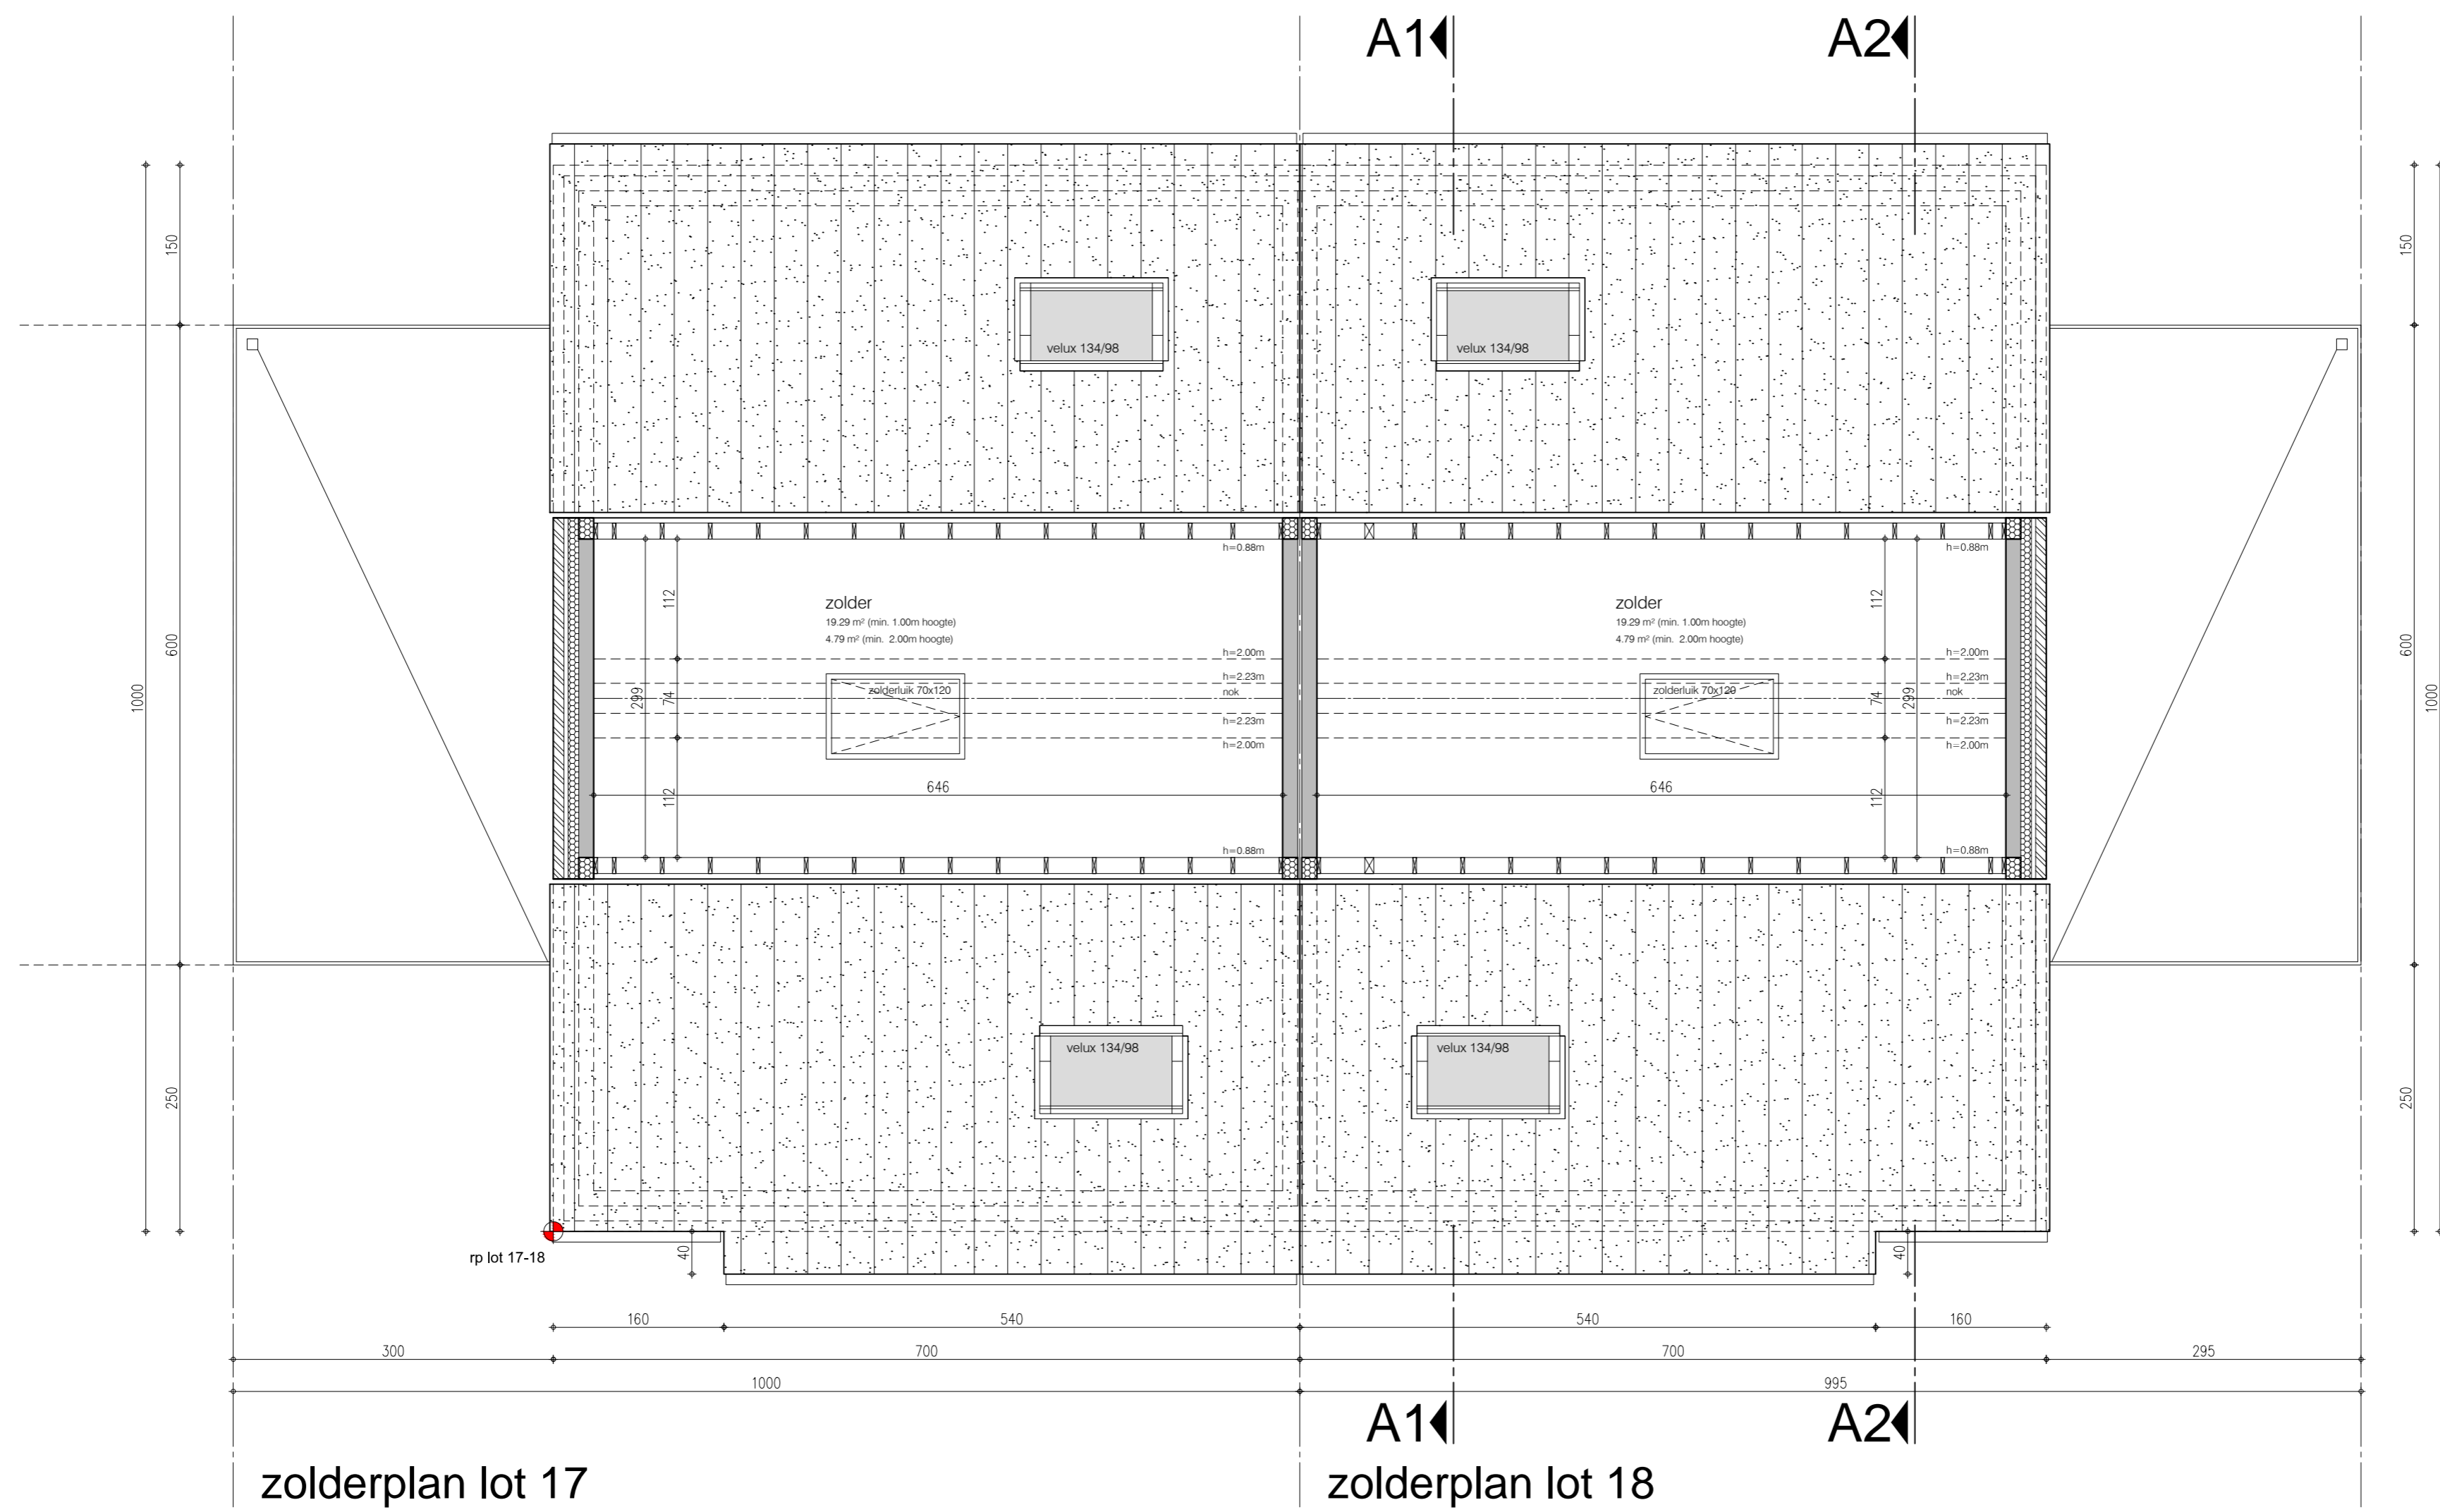 A1
A2
150
150
velux 134/98
velux 134/98
h=0.88m
h=0.88m
112
112
zolder
zolder
19.29 m² (min. 1.00m hoogte)
19.29 m² (min. 1.00m hoogte)
4.79 m² (min. 2.00m hoogte)
4.79 m² (min. 2.00m hoogte)
600
600
h=2.00m
h=2.00m
h=2.23m
h=2.23m
1000
299
74
zolderluik 70x120
nok
zolderluik 70x120
74
299
nok
1000
h=2.23m
h=2.23m
h=2.00m
h=2.00m
646
646
112
112
h=0.88m
h=0.88m
velux 134/98
velux 134/98
250
250
rp lot 17-18
40
40
160
540
540
160
300
700
700
295
1000
995
A1
A2
zolderplan lot 17
zolderplan lot 18